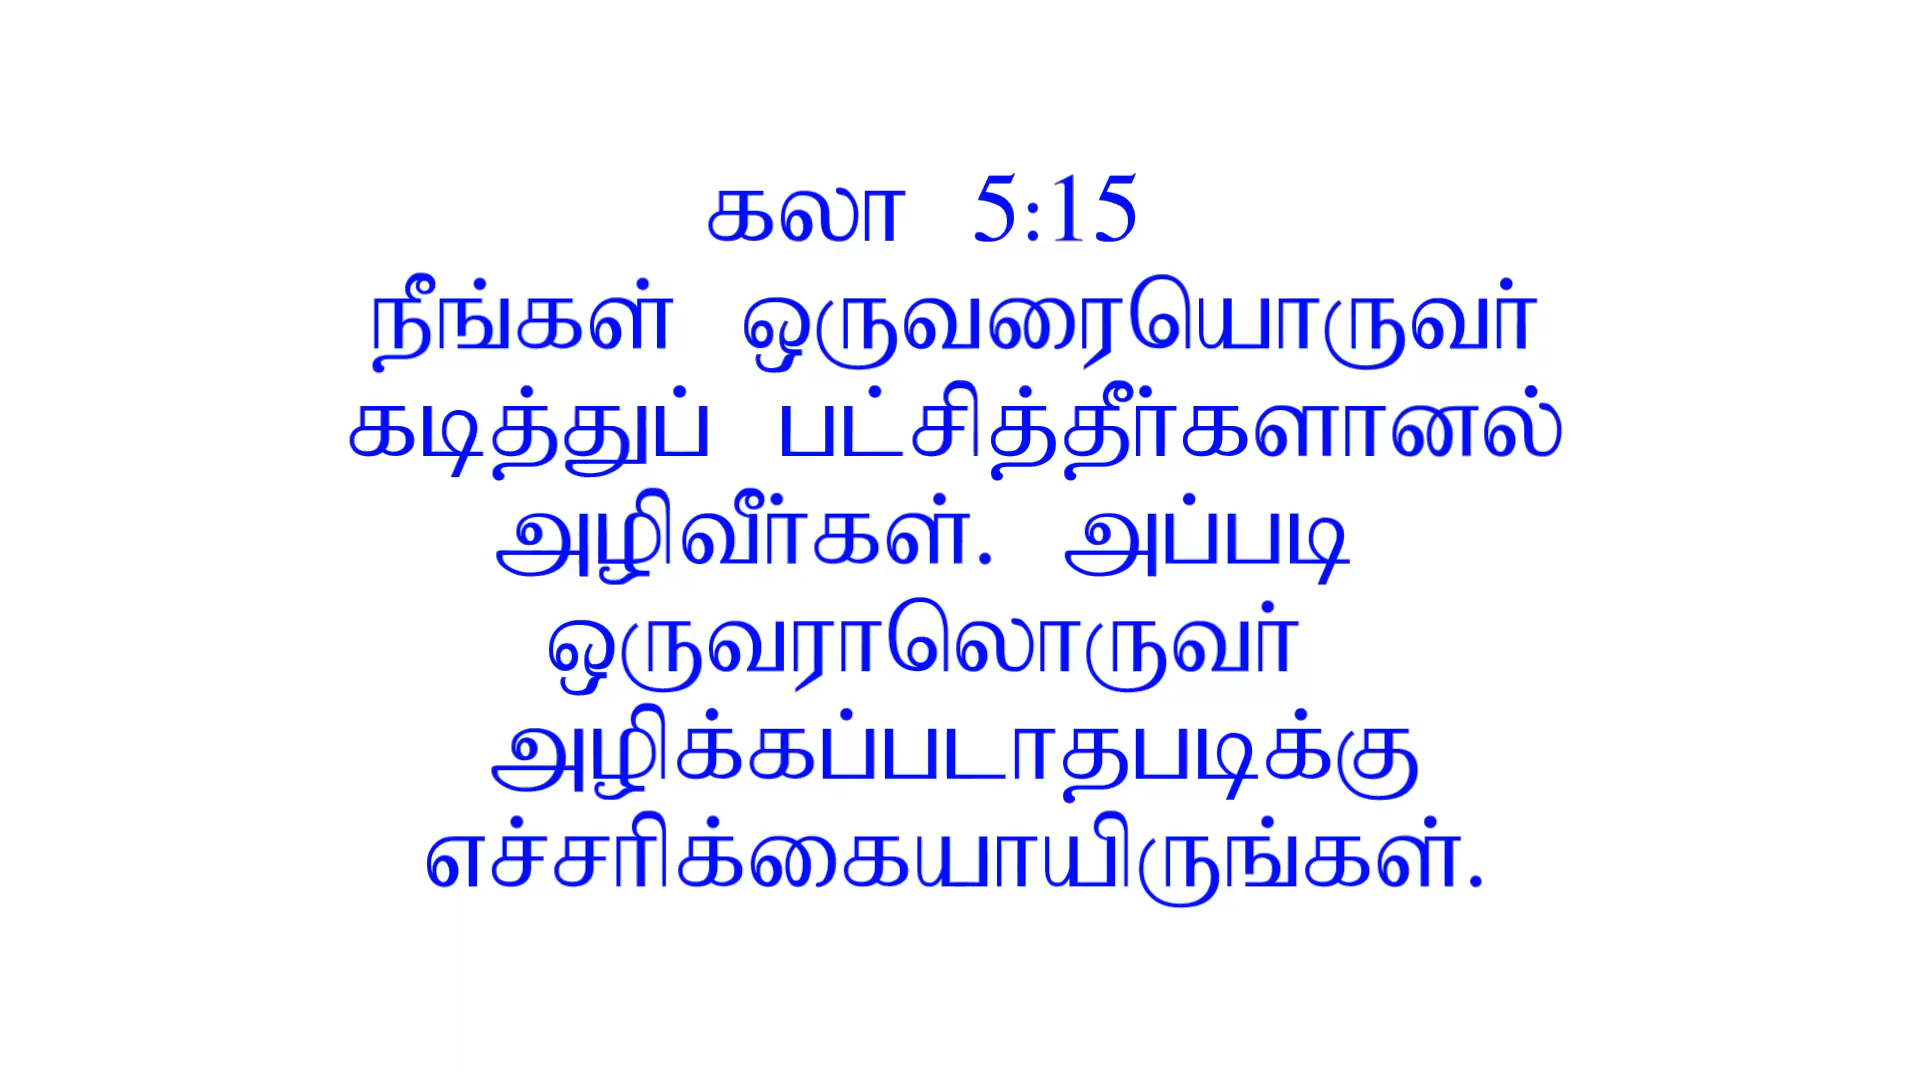 கலா 5:15
நீங்கள் ஒருவரையொருவர்
கடித்துப் பட்சித்தீர்களானல்
அழிவீர்கள். அப்படி
ஒருவராலொருவர்
அழிக்கப்படாதபடிக்கு
எச்சரிக்கையாயிருங்கள்.